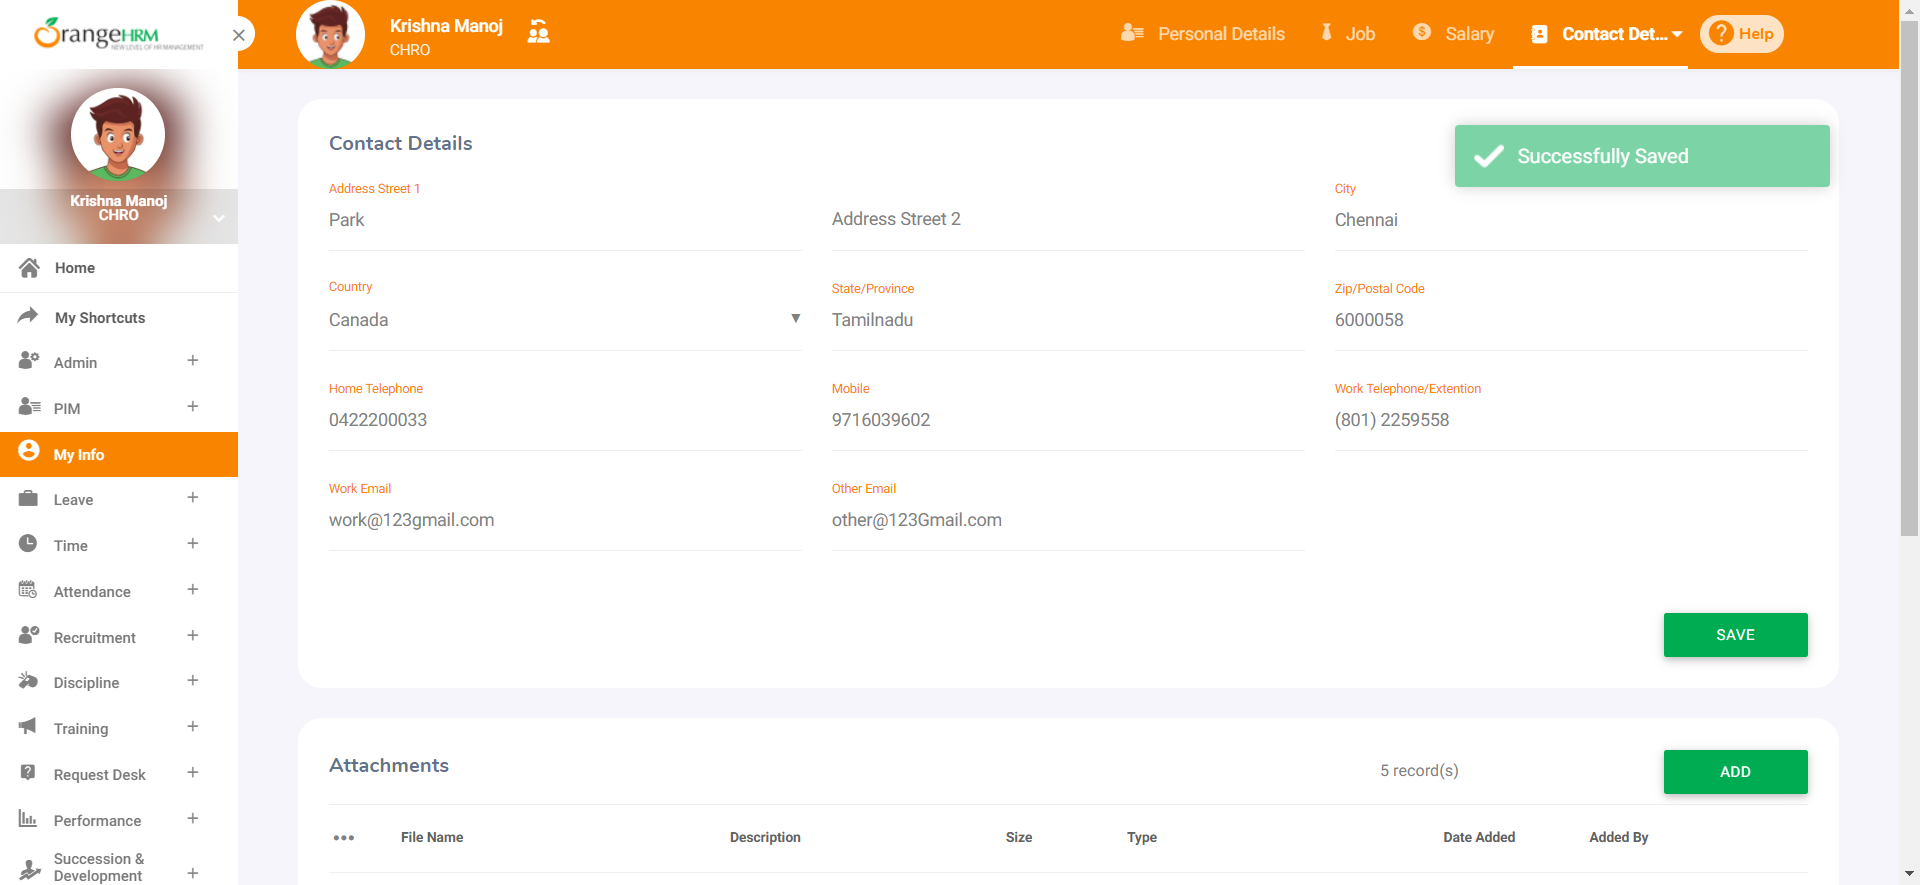 OrangeHRM
NEW LEVEL OF HR MANAGEMENT
Krishna Manoj
CHRO
Personal Details
Job
Salary
Contact Det...
? Help
Krishna Manoj
CHRO
Home
My Shortcuts
Admin
PIM
My Info
Leave
Time
Attendance
Recruitment
Discipline
Training
Request Desk
Performance
Succession &
Development
Contact Details
Successfully Saved
Address Street 1
Park
Address Street 2
City
Chennai
Country
Canada
State/Province
Tamilnadu
Zip/Postal Code
6000058
Home Telephone
0422200033
Mobile
9716039602
Work Telephone/Extention
(801) 2259558
Work Email
work@123gmail.com
Other Email
other@123Gmail.com
SAVE
Attachments
5 record(s)
ADD
File Name
Description
Size
Type
Date Added
Added By